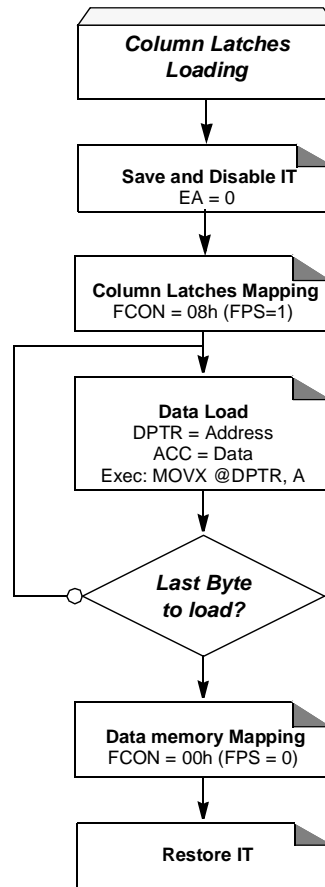 Column Latches
Loading
Save and Disable IT
EA = 0
Column Latches Mapping
FCON = 08h (FPS=1)
Data Load
DPTR = Address
ACC = Data
Exec: MOVX @DPTR, A
Last Byte
to load?
Data memory Mapping
FCON = 00h (FPS = 0)
Restore IT